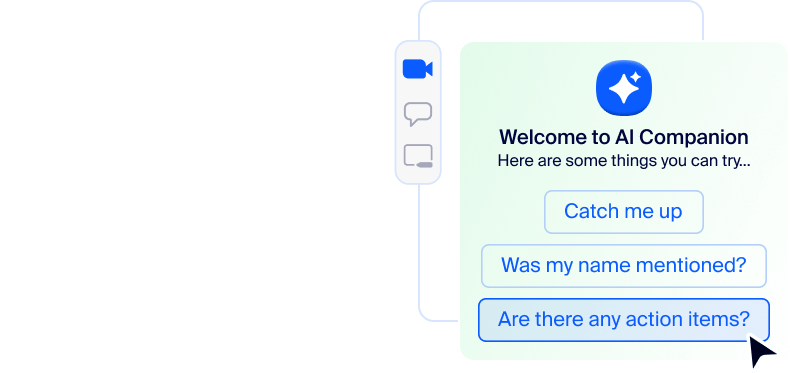 Welcome to AI Companion
Here are some things you can try...
Catch me up
Was my name mentioned?
Are there any action items?